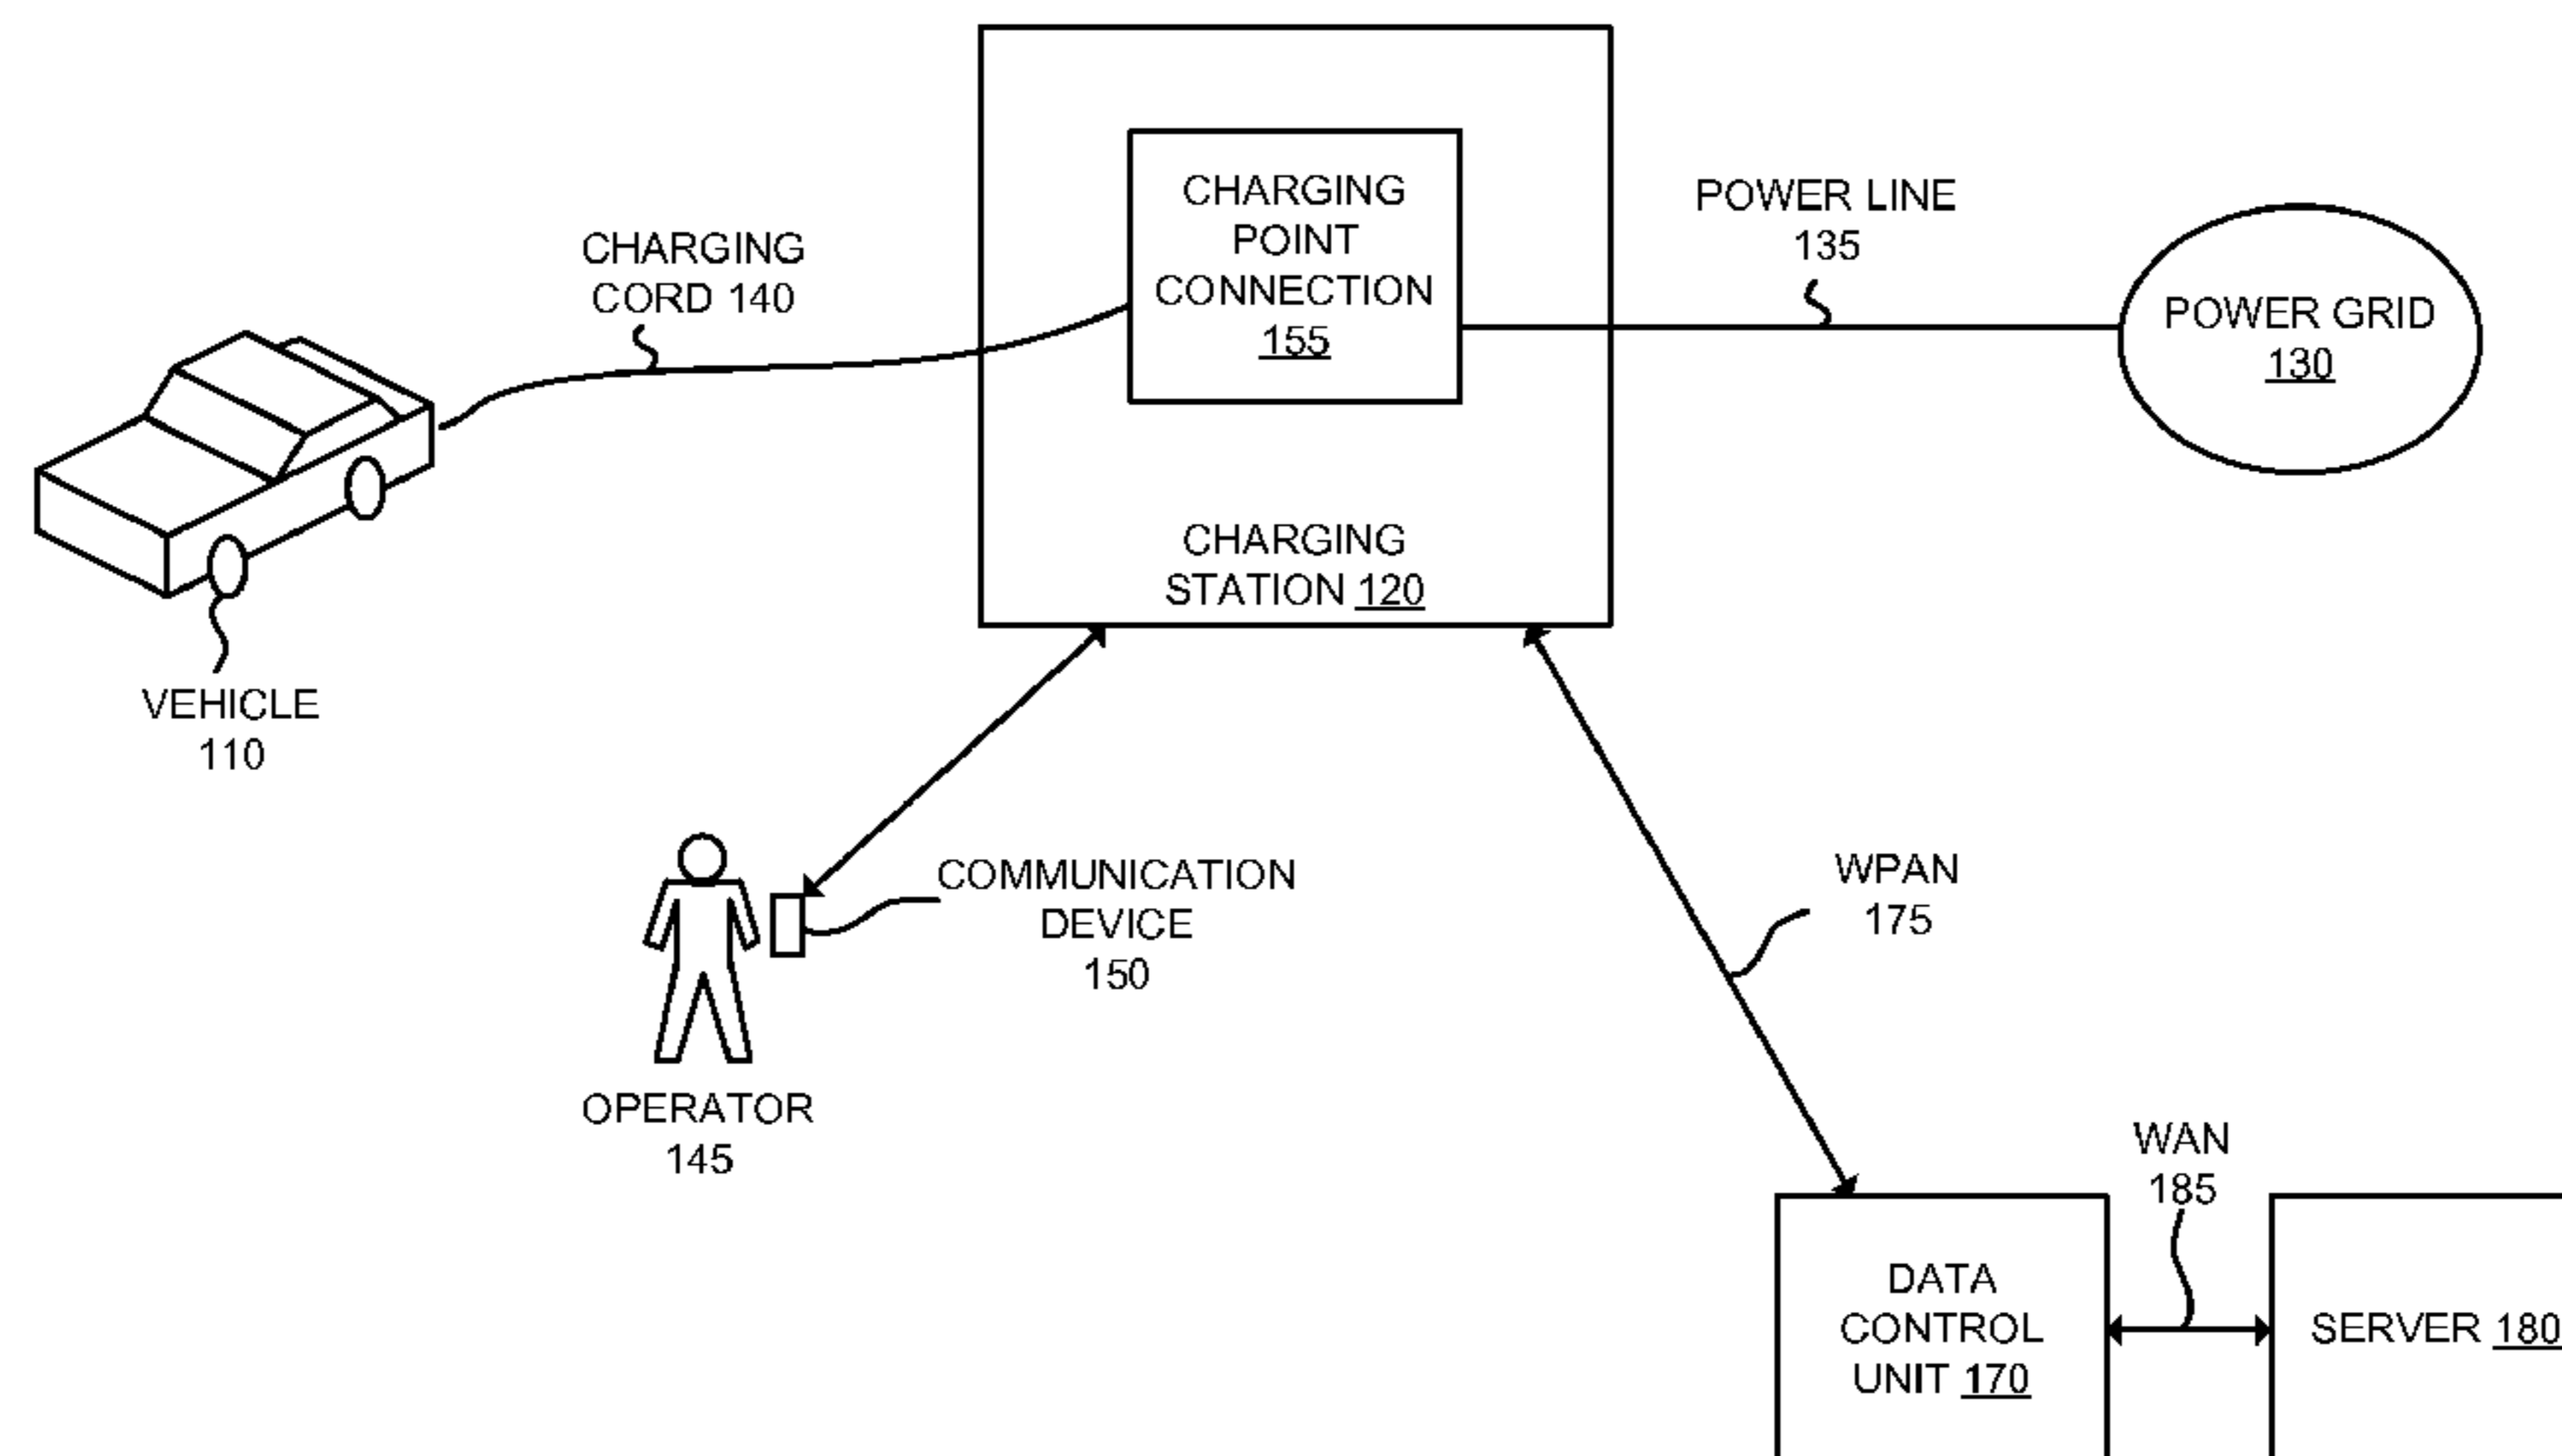 CHARGING
POINT
CONNECTION
155
POWER LINE
135
CHARGING
CORD 140
POWER GRID
130
CHARGING
STATION 120
VEHICLE
110
COMMUNICATION
DEVICE
150
WPAN
175
OPERATOR
145
WAN
185
DATA
CONTROL
UNIT 170
SERVER 180